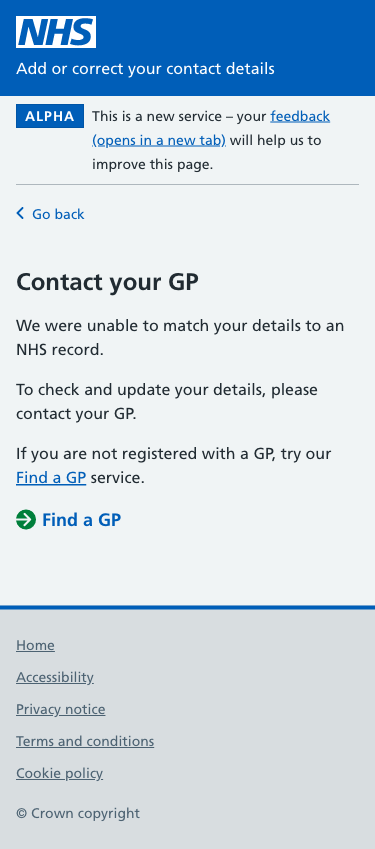 NHS
Add or correct your contact details
ALPHA
This is a new service – your feedback
(opens in a new tab) will help us to
improve this page.
Go back
Contact your GP
We were unable to match your details to an
NHS record.
To check and update your details, please
contact your GP.
If you are not registered with a GP, try our
Find a GP service.
Find a GP
Home
Accessibility
Privacy notice
Terms and conditions
Cookie policy
© Crown copyright